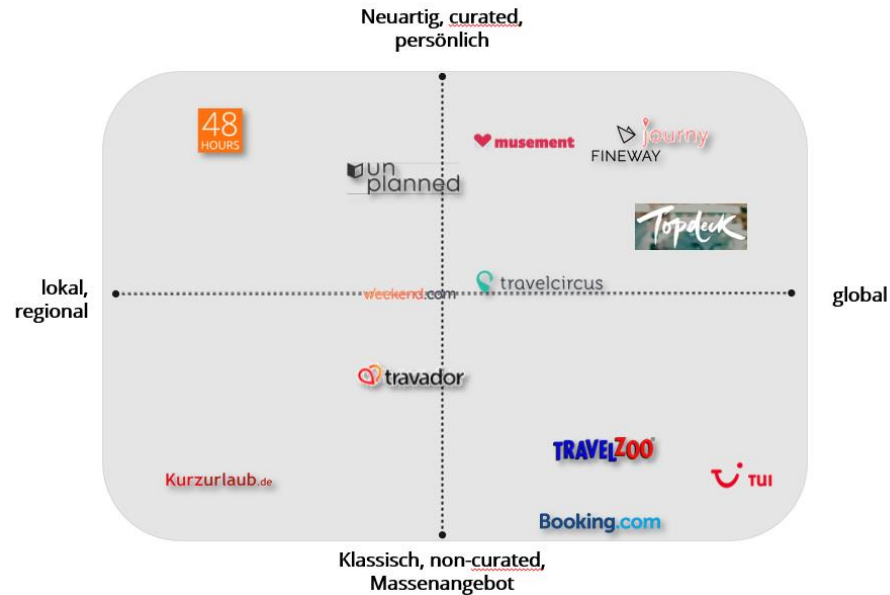 Neuartig, curated,
persönlich
48
HOURS
musement
journy
FINEWAY
un
planned
Topdeck
lokal,
regional
weekend.com
travelcircus
global
travador
TRAVELZOO
Kurzurlaub.de
TUI
Booking.com
Klassisch, non-curated,
Massenangebot